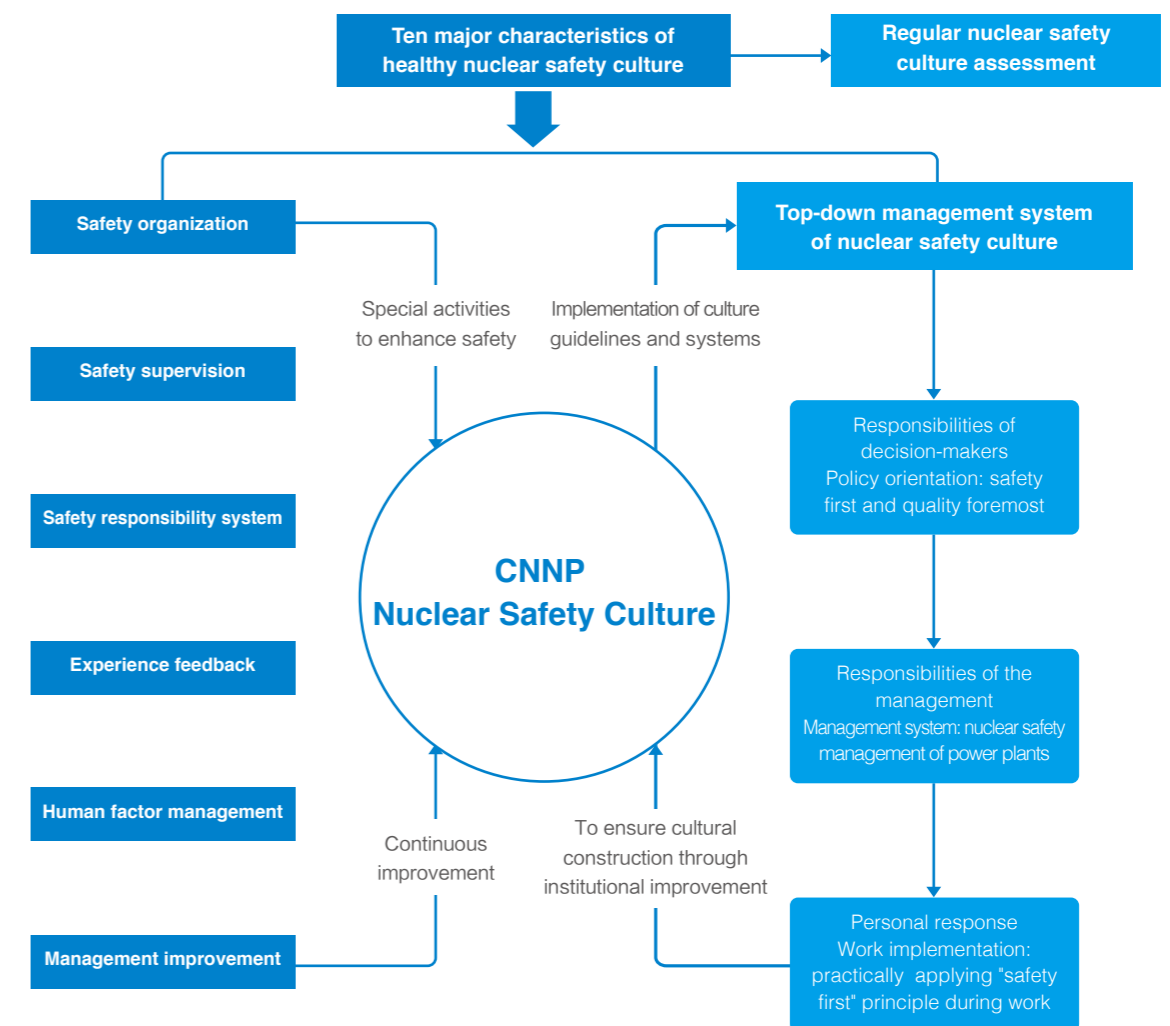 Ten major characteristics of
healthy nuclear safety culture
Regular nuclear safety
culture assessment
Safety organization
Top-down management system
of nuclear safety culture
Special activities
to enhance safety
Implementation of culture
guidelines and systems
Safety supervision
Responsibilities of
decision-makers
Policy orientation: safety
first and quality foremost
Safety responsibility system
CNNP
Nuclear Safety Culture
Experience feedback
Responsibilities of the
management
Management system: nuclear safety
management of power plants
Human factor management
Continuous
improvement
To ensure cultural
construction through
institutional improvement
Management improvement
Personal response
Work implementation:
practically applying "safety
first" principle during work